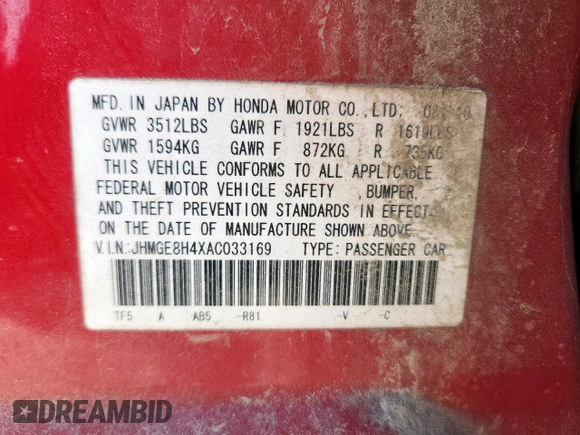 MFD. IN JAPAN BY HONDA MOTOR CO., LTD;
GVWR 3512LBS GAWR F. 1921LBS R 1619LBS
GVWR 1594KG GAWR F 872KG R 735KG
THIS VEHICLE CONFORMS TO ALL APPLICABLE
FEDERAL MOTOR VEHICLE SAFETY , BUMPER,
AND THEFT PREVENTION STANDARDS IN EFFECT
ON THE DATE OF MANUFACTURE SHOWN ABOVE.
V.I.N:JHMGE8H4XAC033169 TYPE: PASSENGER CAR
TF5 A AB5 -R81 -V -C
DREAMBID